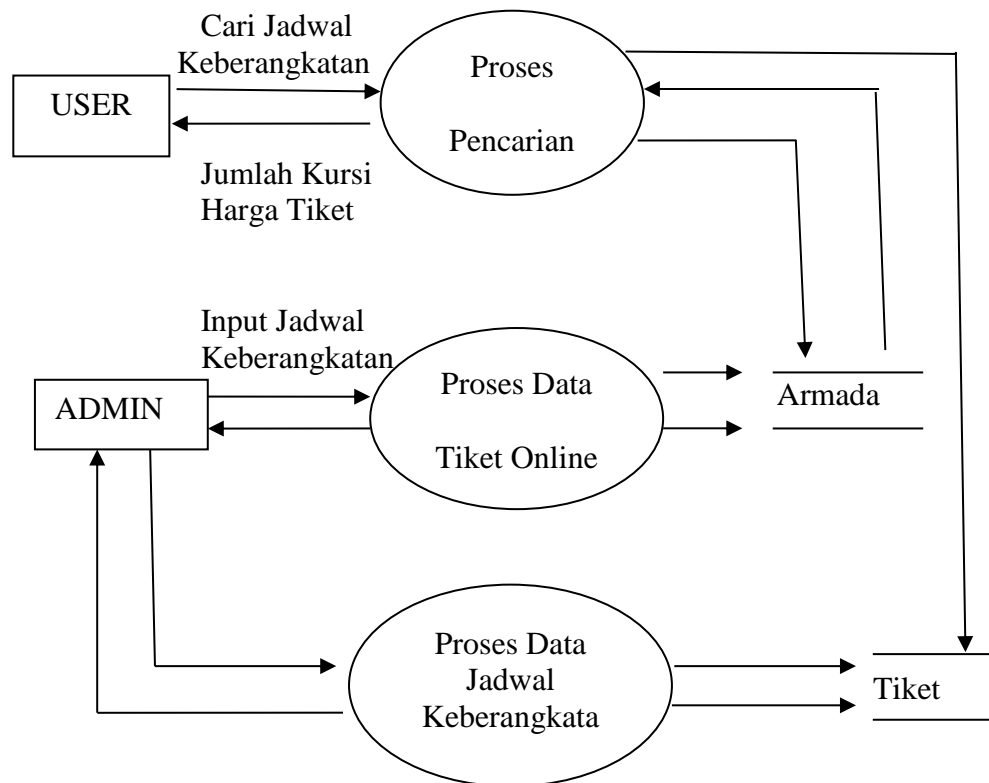 Cari Jadwal
Keberangkatan
Proses
Pencarian
USER
Jumlah Kursi
Harga Tiket
Input Jadwal
Keberangkatan
ADMIN
Proses Data
Tiket Online
Armada
Proses Data
Jadwal
Keberangkata
Tiket